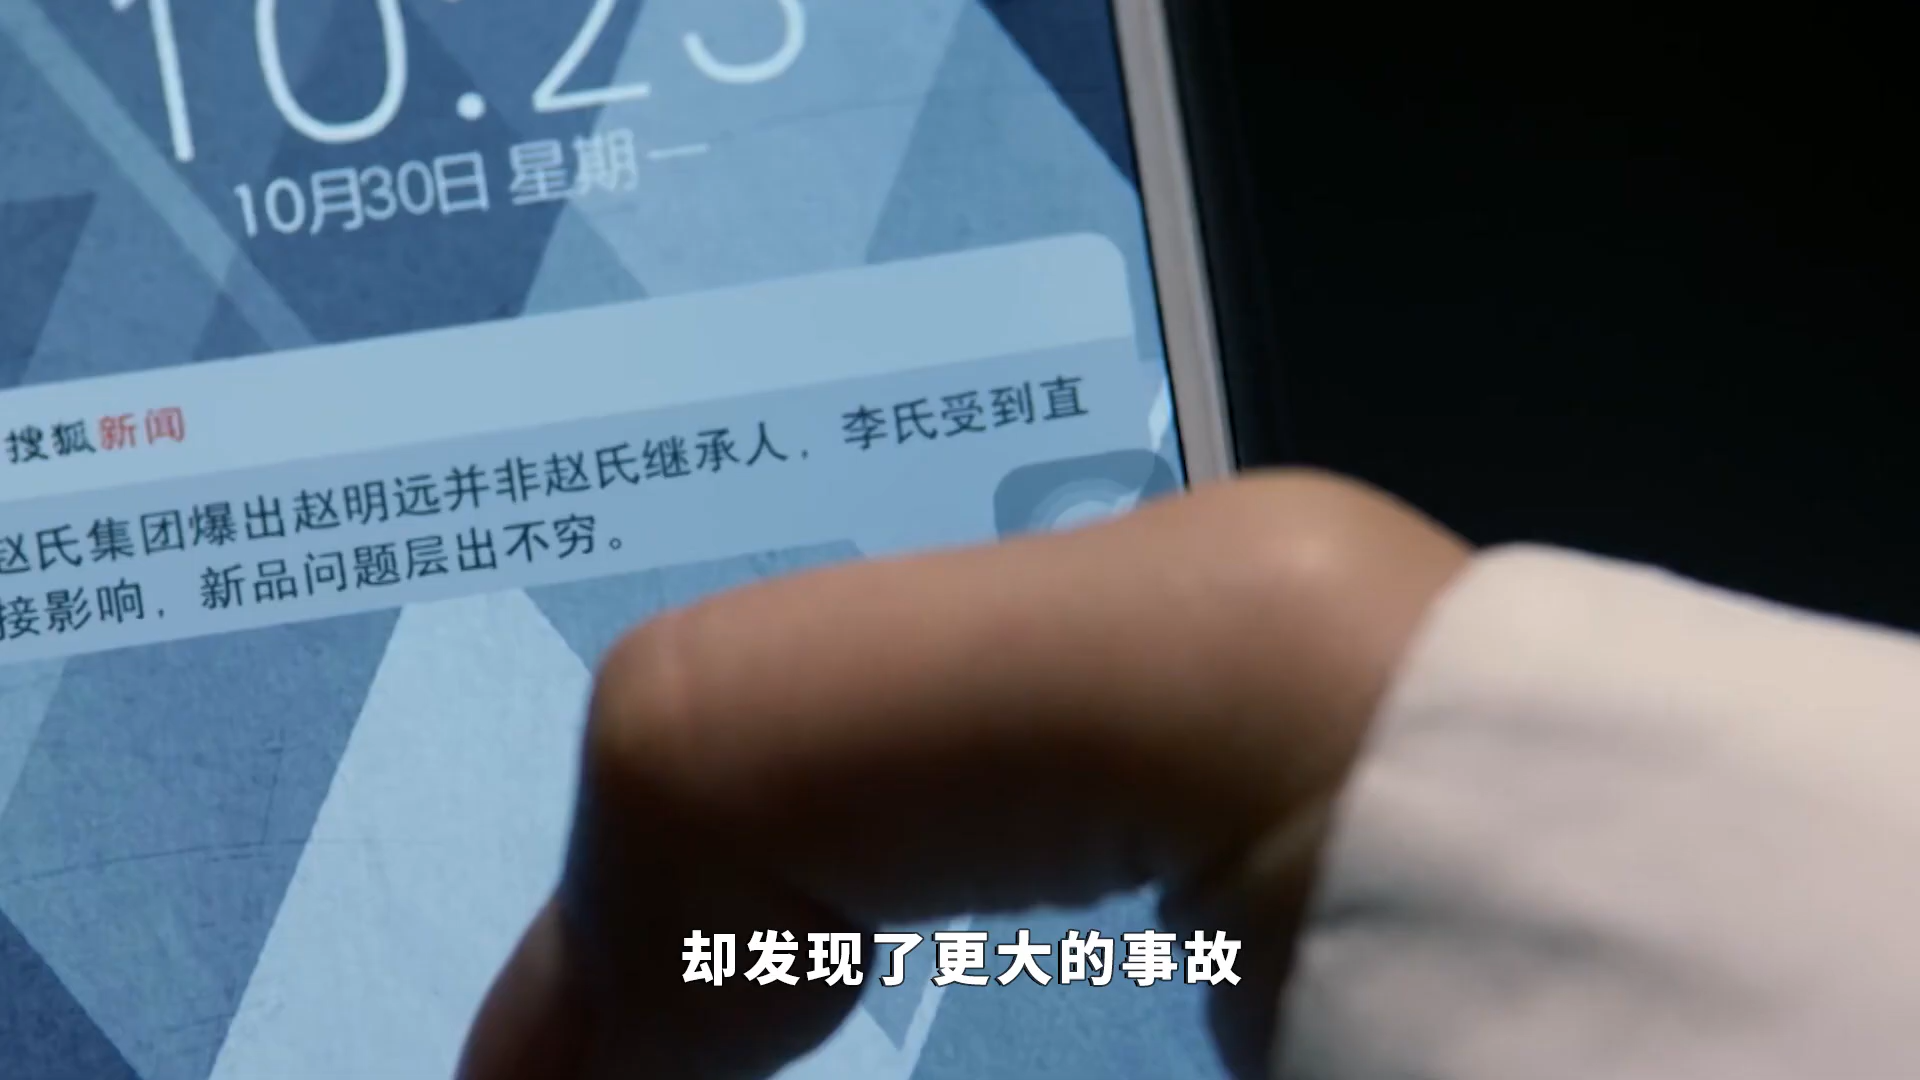 10:23
10月30日 星期一
搜狐新闻
赵氏集团爆出赵明远并非赵氏继承人，李氏受到直
接影响，新品问题层出不穷。
却发现了更大的事故